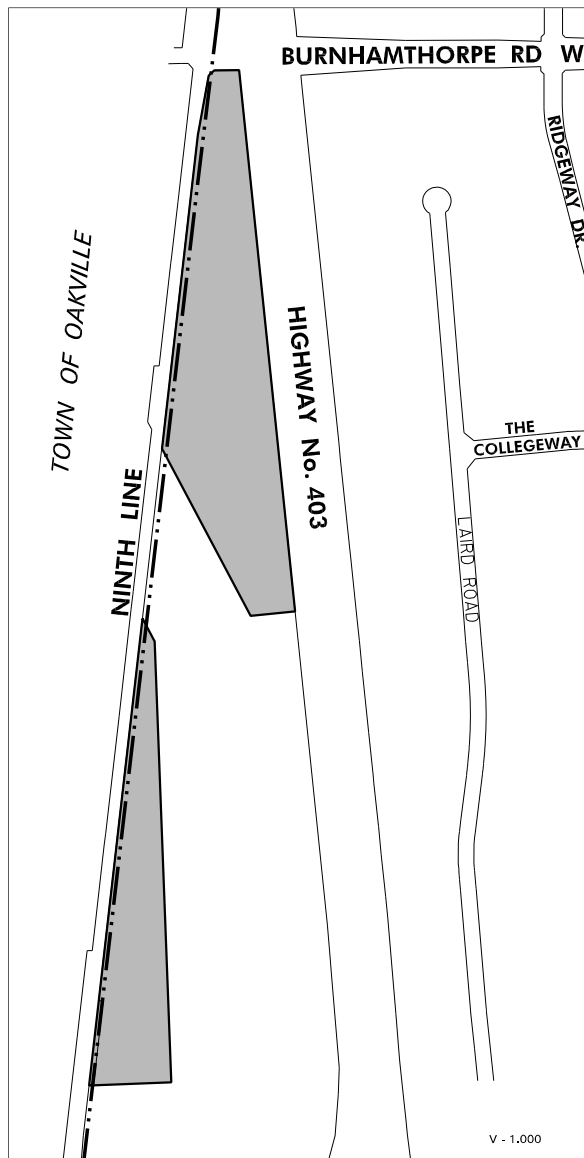 BURNHAMTHORPE RD W
RIDGEWAY DR.
TOWN OF OAKVILLE
HIGHWAY No. 403
THE
COLLEGEWAY
NINTH LINE
LAIRD ROAD
V - 1.000